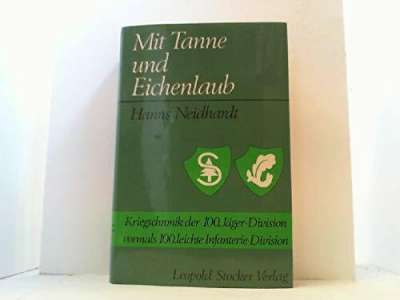 Mit Tanne
und
Eichenlaub
Hanns Neidhardt
Kriegschronik der 100. Jäger-Division
vormals 100. leichte Infanterie-Division
Leopold Stocker Verlag